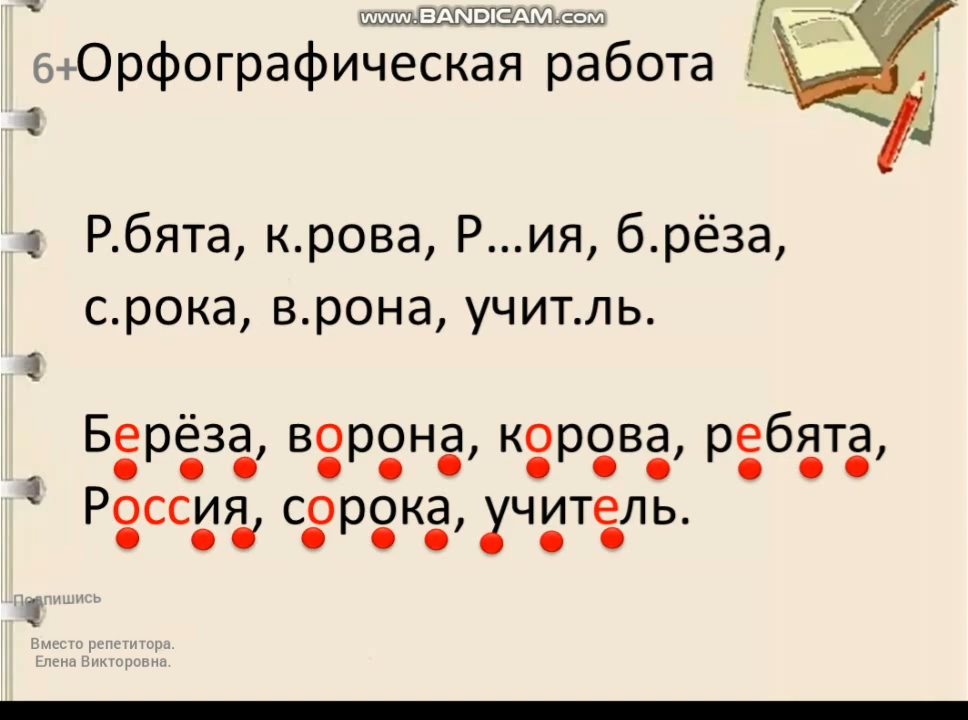 www.BANDICAM.com
6+Орфографическая работа
Р.бята, к.рова, Р...ия, б.рёза,
с.рока, в.рона, учит.ль.
Берёза, ворона, корова, ребята,
Россия, сорока, учитель.
Подпишись
Вместо репетитора.
Елена Викторовна.